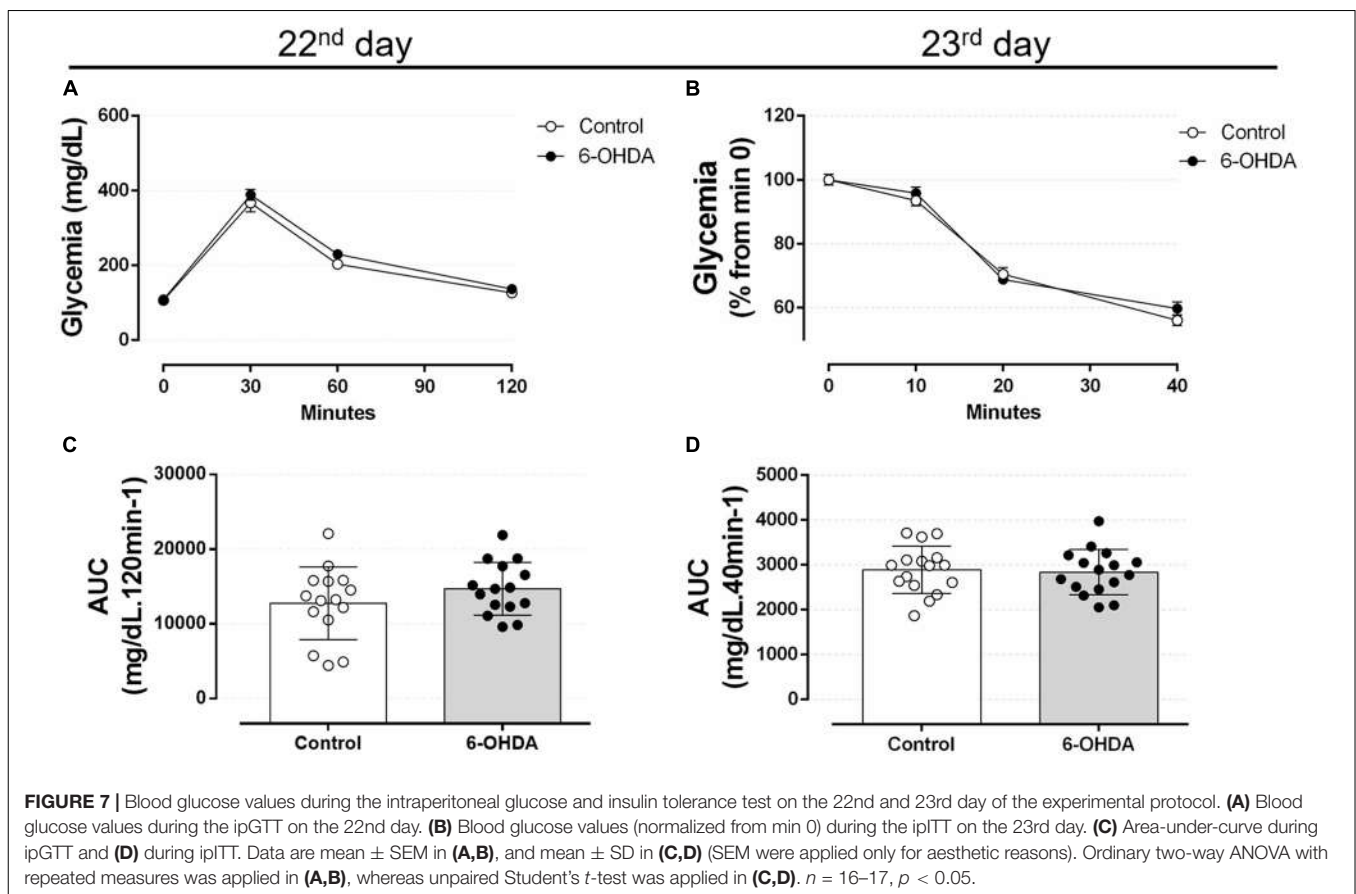 22nd day
23rd day
A
600
400
200
0
Glycemia (mg/dL)
Control
6-OHDA
0 30 60 90 120
Minutes
B
120
100
80
60
Glycemia
(% from min 0)
Control
6-OHDA
0 10 20 30 40
Minutes
C
30000
20000
10000
0
AUC
(mg/dL.120min-1)
Control 6-OHDA
D
5000
4000
3000
2000
1000
0
AUC
(mg/dL.40min-1)
Control 6-OHDA
FIGURE 7 | Blood glucose values during the intraperitoneal glucose and insulin tolerance test on the 22nd and 23rd day of the experimental protocol. (A) Blood
glucose values during the ipGTT on the 22nd day. (B) Blood glucose values (normalized from min 0) during the ipITT on the 23rd day. (C) Area-under-curve during
ipGTT and (D) during ipITT. Data are mean ± SEM in (A,B), and mean ± SD in (C,D) (SEM were applied only for aesthetic reasons). Ordinary two-way ANOVA with
repeated measures was applied in (A,B), whereas unpaired Student's t-test was applied in (C,D). n = 16–17, p < 0.05.